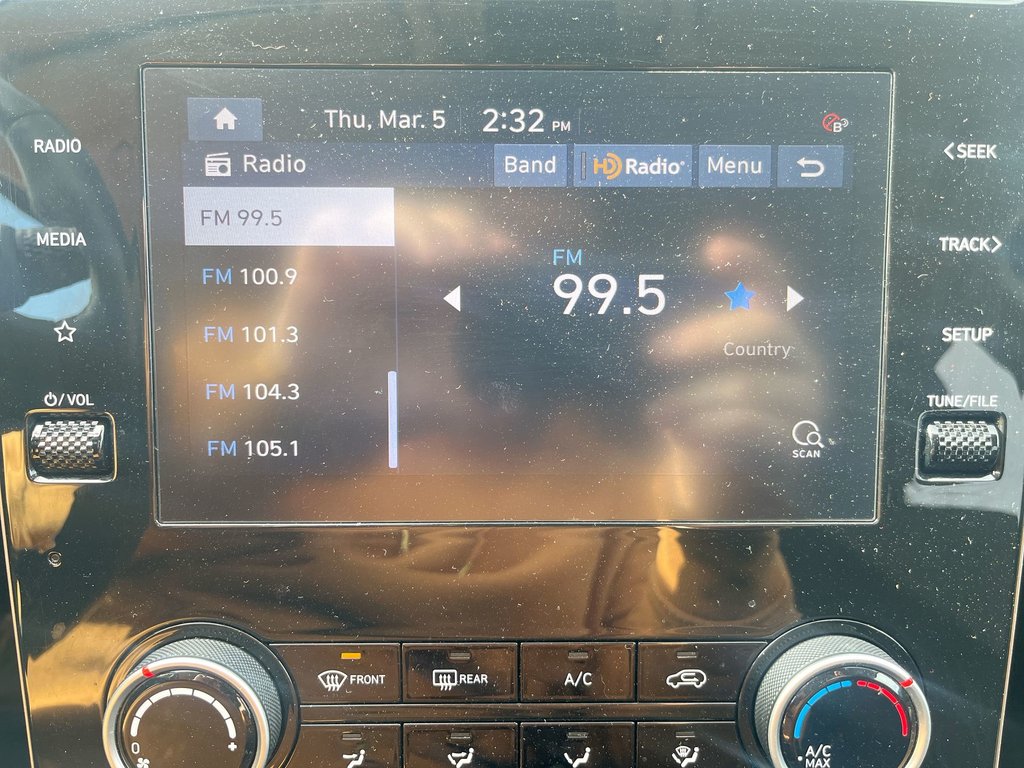 Thu, Mar. 5 2:32 PM
B
RADIO
<SEEK
Radio Band HD Radio Menu
FM 99.5
MEDIA
TRACK>
FM 100.9
FM
99.5
FM 101.3
SETUP
Country
FM 104.3
⏻/VOL
TUNE/FILE
FM 105.1
SCAN
FRONT
REAR
A/C
0 +
A/C
MAX